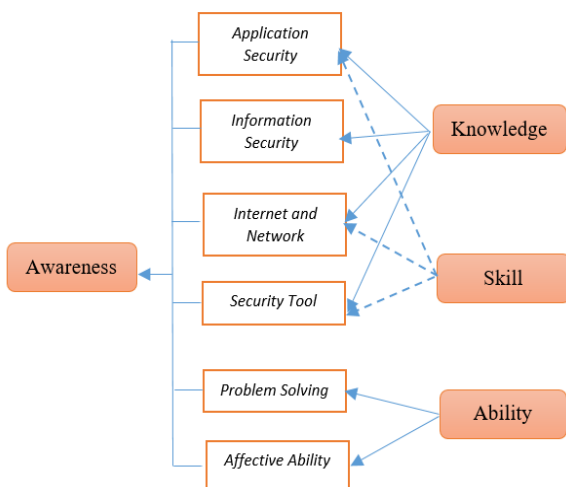 Application
Security
Information
Security
Knowledge
Internet and
Network
Awareness
Skill
Security Tool
Problem Solving
Ability
Affective Ability